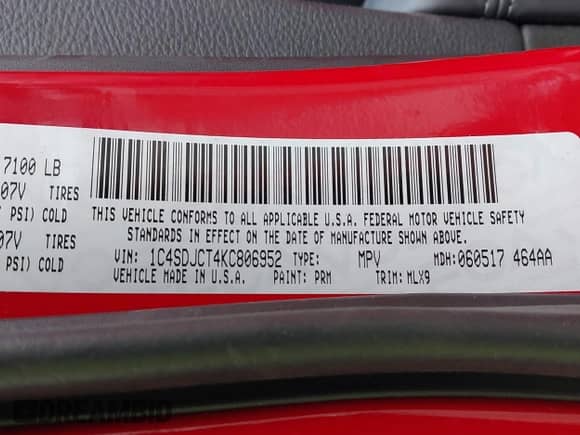 7100 LB
07V TIRES
PSI) COLD
07V TIRES
PSI) COLD
THIS VEHICLE CONFORMS TO ALL APPLICABLE U.S.A. FEDERAL MOTOR VEHICLE SAFETY
STANDARDS IN EFFECT ON THE DATE OF MANUFACTURE SHOWN ABOVE.
VIN: 1C4SDJCT4KC806952 TYPE: MPV MDH: 060517 464AA
VEHICLE MADE IN U.S.A. PAINT: PRM TRIM: MLX9
DREAMBID